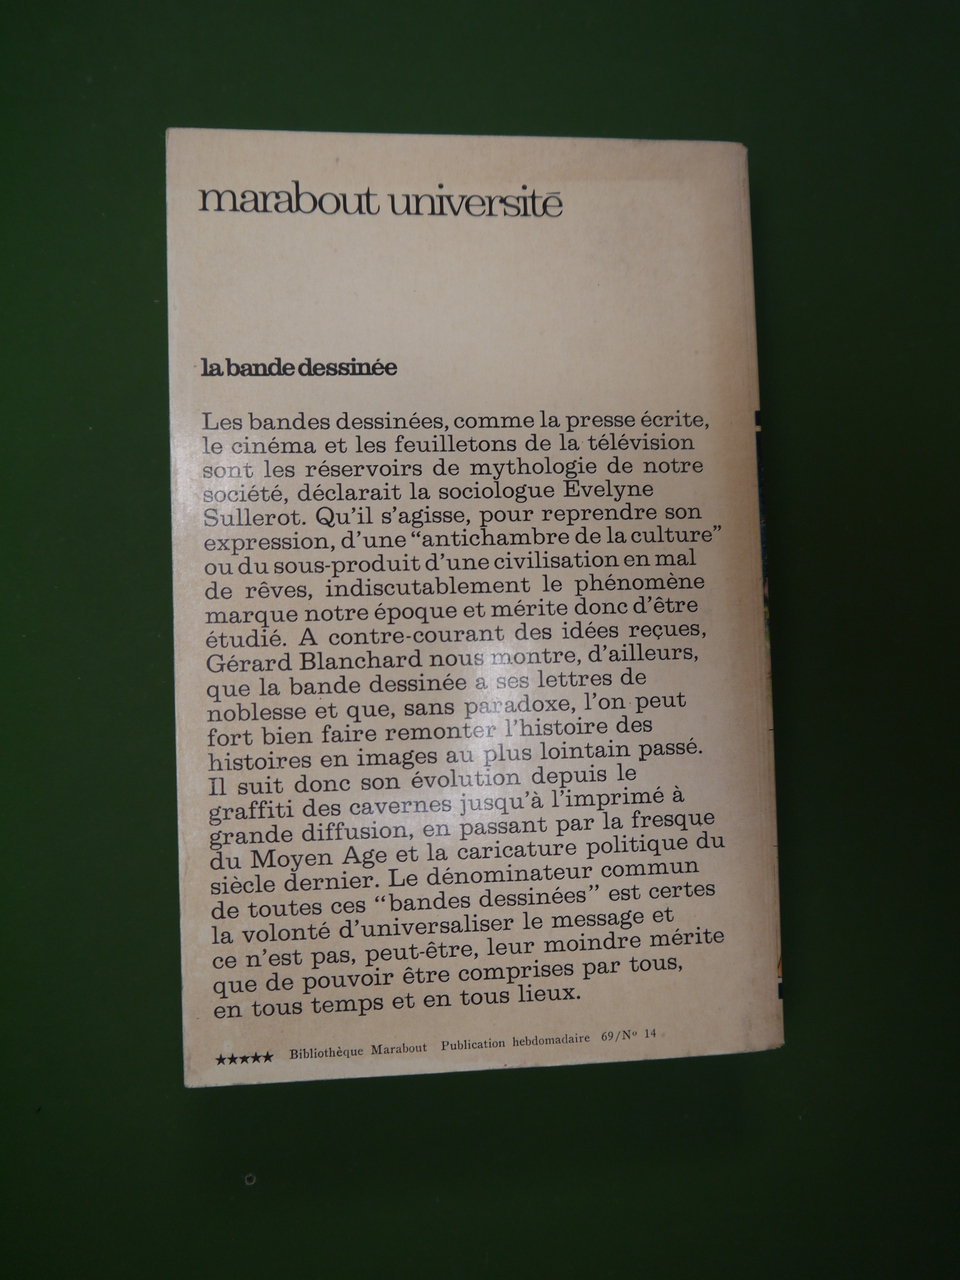 marabout université
la bande dessinée
Les bandes dessinées, comme la presse écrite,
le cinéma et les feuilletons de la télévision
sont les réservoirs de mythologie de notre
société, déclarait la sociologue Evelyne
Sullerot. Qu'il s'agisse, pour reprendre son
expression, d'une “antichambre de la culture”
ou du sous-produit d'une civilisation en mal
de rêves, indiscutablement le phénomène
marque notre époque et mérite donc d'être
étudié. A contre-courant des idées reçues,
Gérard Blanchard nous montre, d'ailleurs,
que la bande dessinée a ses lettres de
noblesse et que, sans paradoxe, l'on peut
fort bien faire remonter l'histoire des
histoires en images au plus lointain passé.
Il suit donc son évolution depuis le
graffiti des cavernes jusqu'à l'imprimé à
grande diffusion, en passant par la fresque
du Moyen Age et la caricature politique du
siècle dernier. Le dénominateur commun
de toutes ces “bandes dessinées” est certes
la volonté d'universaliser le message et
ce n'est pas, peut-être, leur moindre mérite
que de pouvoir être comprises par tous,
en tous temps et en tous lieux.
★★★★★ Bibliothèque Marabout Publication hebdomadaire 69/Nº 14